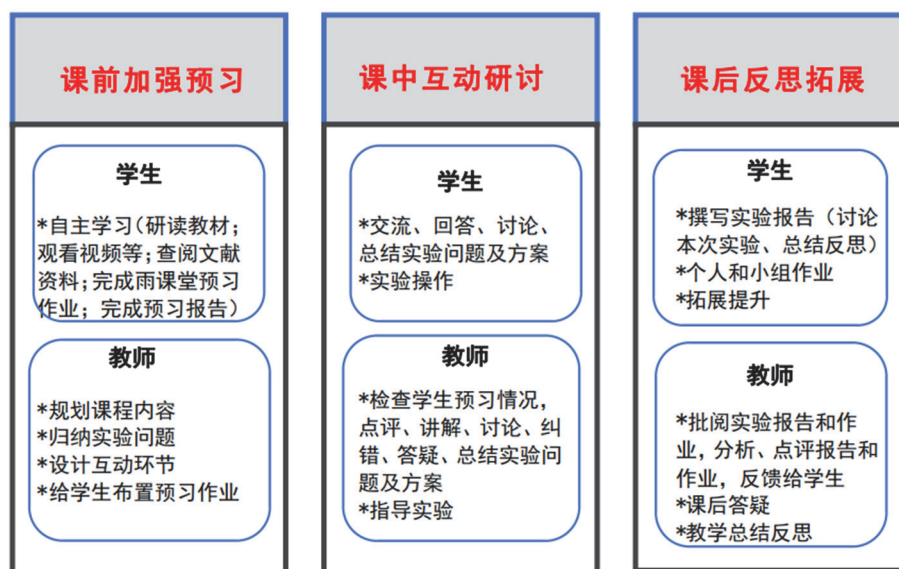 课前加强预习
学生
*自主学习(研读教材;
观看视频等;查阅文献
资料;完成雨课堂预习
作业;完成预习报告)
教师
*规划课程内容
*归纳实验问题
*设计互动环节
*给学生布置预习作业
课中互动研讨
学生
*交流、回答、讨论、
总结实验问题及方案
*实验操作
教师
*检查学生预习情况,
点评、讲解、讨论、纠
错、答疑、总结实验问
题及方案
*指导实验
课后反思拓展
学生
*撰写实验报告(讨论
本次实验、总结反思)
*个人和小组作业
*拓展提升
教师
*批阅实验报告和作
业,分析、点评报告和
作业,反馈给学生
*课后答疑
*教学总结反思